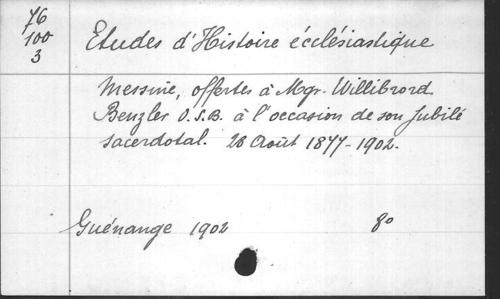 76
100
3
Etudes d'Histoire écclésiastique
Messine, offertes à Mgr. Willibrord
Benzler O.S.B. à l'occasion de son Jubilé
sacerdotal. 28 Août 1877-1902.
Guénange 1902 8°